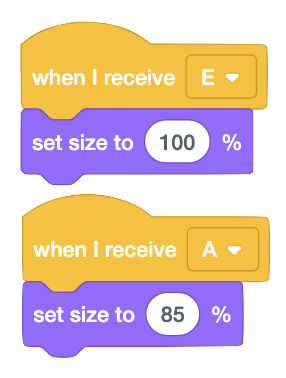 when I receive E
set size to 100 %
when I receive A
set size to 85 %